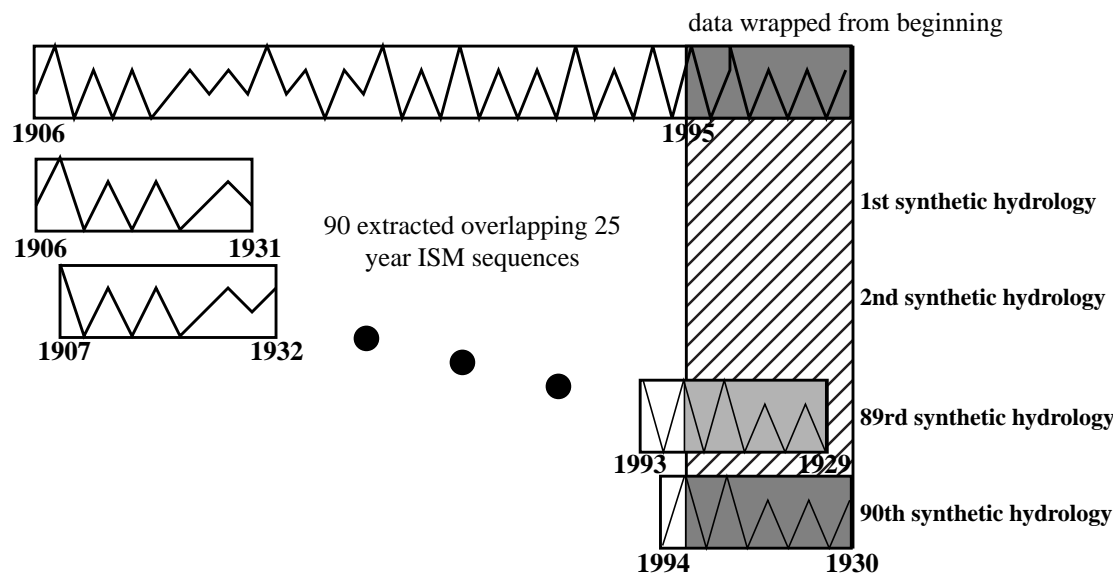 data wrapped from beginning
1906
1995
1st synthetic hydrology
90 extracted overlapping 25
year ISM sequences
1906
1931
2nd synthetic hydrology
1907
1932
89rd synthetic hydrology
1993
1929
90th synthetic hydrology
1994
1930